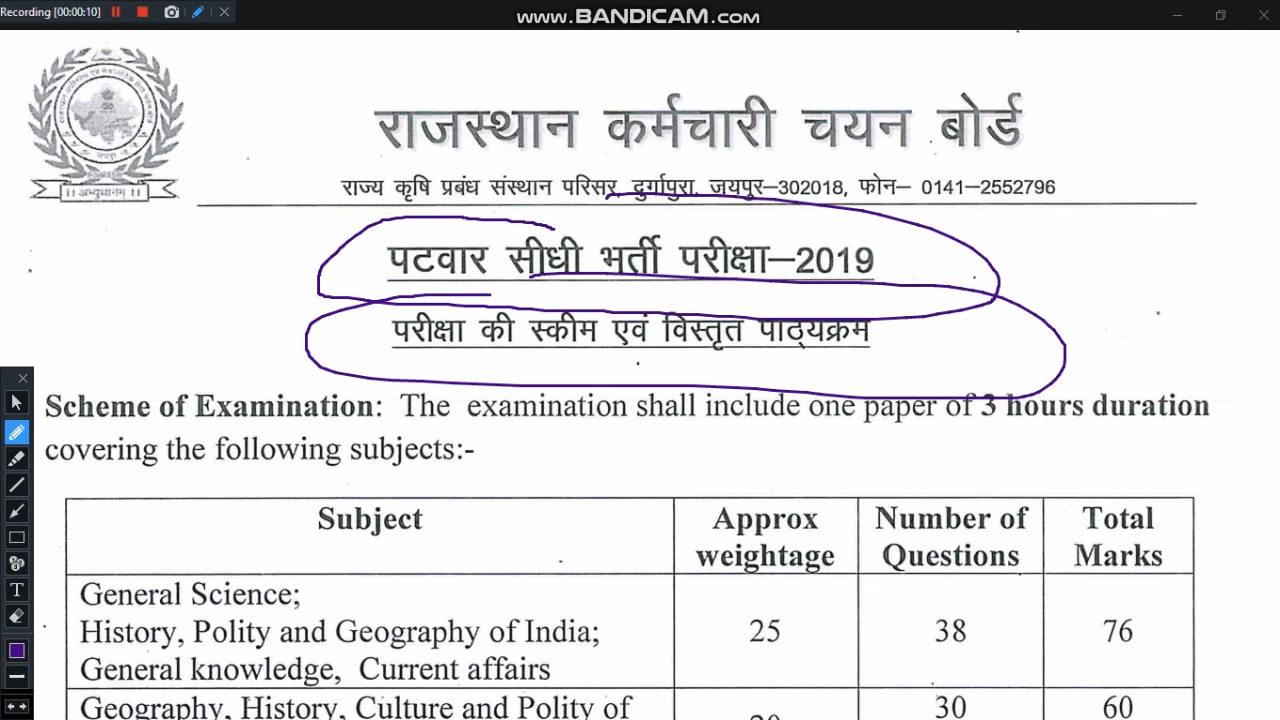 Recording [00:00:10]
www.BANDICAM.com
राजस्थान कर्मचारी चयन बोर्ड
राज्य कृषि प्रबंध संस्थान परिसर, दुर्गापुरा, जयपुर–302018, फोन– 0141–2552796
।। अभ्युत्थानम् ।।
पटवार सीधी भर्ती परीक्षा–2019
परीक्षा की स्कीम एवं विस्तृत पाठ्यक्रम
Scheme of Examination: The examination shall include one paper of 3 hours duration
covering the following subjects:-
Subject Approx weightage Number of Questions Total Marks
General Science;
History, Polity and Geography of India; 25 38 76
General knowledge, Current affairs
Geography, History, Culture and Polity of 30 60